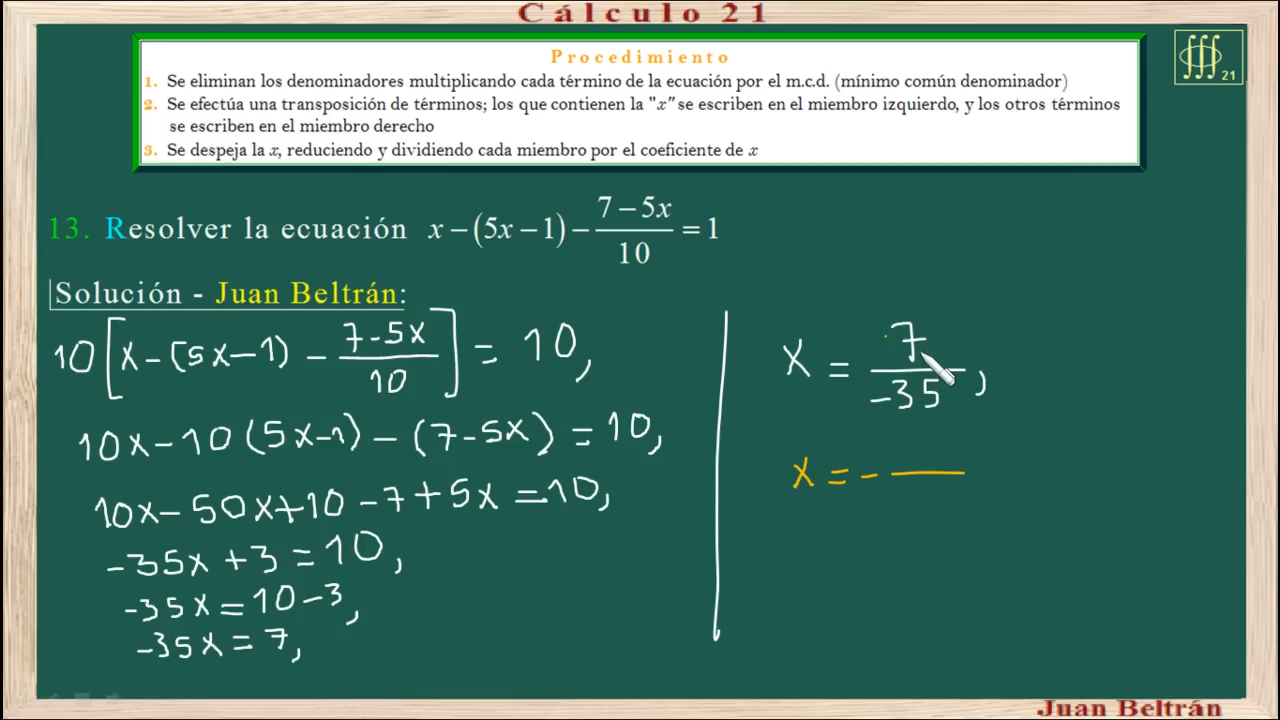 Cálculo 21
Procedimiento
1. Se eliminan los denominadores multiplicando cada término de la ecuación por el m.c.d. (mínimo común denominador)
2. Se efectúa una transposición de términos; los que contienen la "x" se escriben en el miembro izquierdo, y los otros términos
se escriben en el miembro derecho
3. Se despeja la x, reduciendo y dividiendo cada miembro por el coeficiente de x
∫∫∫ 21
13. Resolver la ecuación x − (5x − 1) − (7 − 5x)/10 = 1
Solución - Juan Beltrán:
10[x − (5x − 1) − (7 - 5x)/10] = 10,
10x − 10(5x − 1) − (7 − 5x) = 10,
10x − 50x + 10 − 7 + 5x = 10,
-35x + 3 = 10,
-35x = 10 − 3,
-35x = 7,
x = 7/-35,
x = -
Juan Beltrán